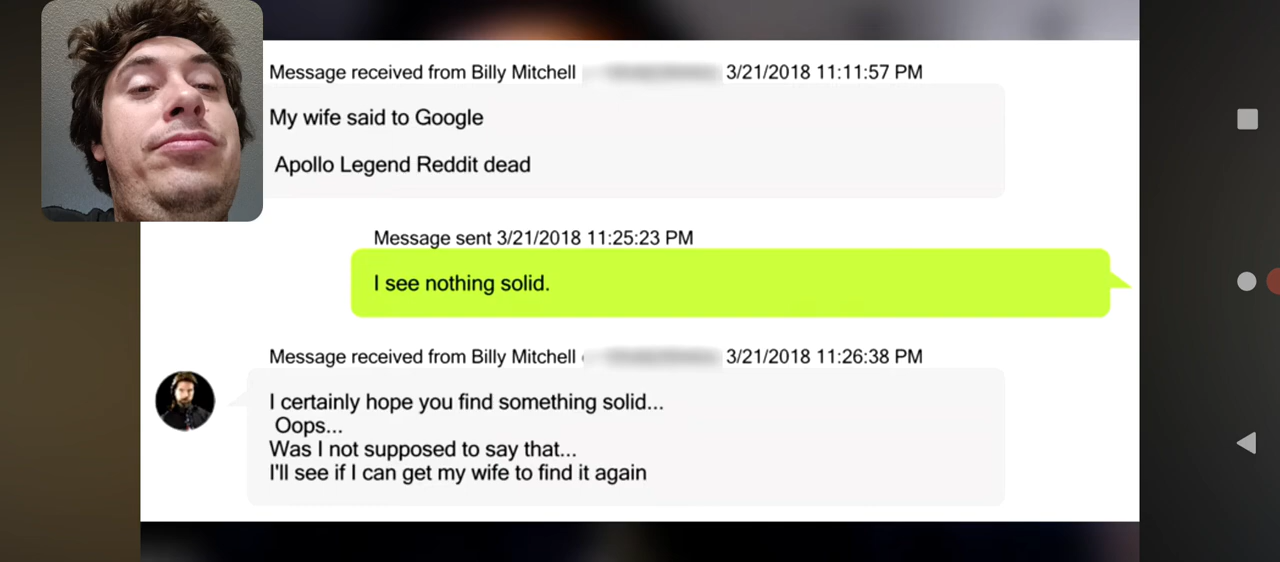 Message received from Billy Mitchell 3/21/2018 11:11:57 PM
My wife said to Google
Apollo Legend Reddit dead
Message sent 3/21/2018 11:25:23 PM
I see nothing solid.
Message received from Billy Mitchell 3/21/2018 11:26:38 PM
I certainly hope you find something solid...
Oops...
Was I not supposed to say that...
I'll see if I can get my wife to find it again